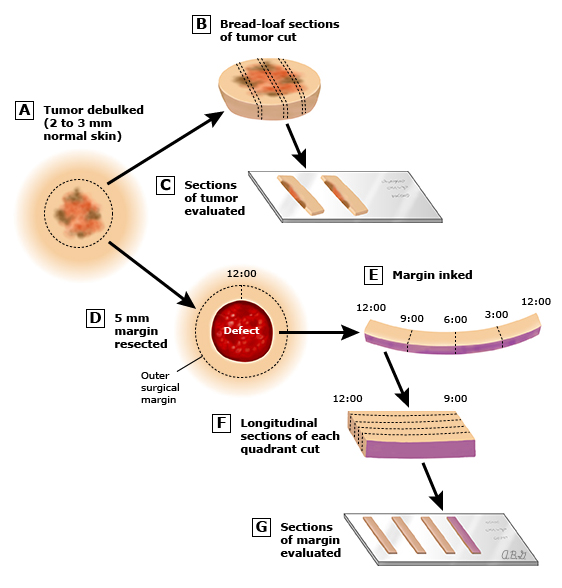 B Bread-loaf sections
of tumor cut
A Tumor debulked
(2 to 3 mm
normal skin)
C Sections
of tumor
evaluated
12:00
D 5 mm
margin
resected
Defect
Outer
surgical
margin
E Margin inked
12:00
9:00
6:00
3:00
12:00
12:00
9:00
F Longitudinal
sections of each
quadrant cut
G Sections
of margin
evaluated